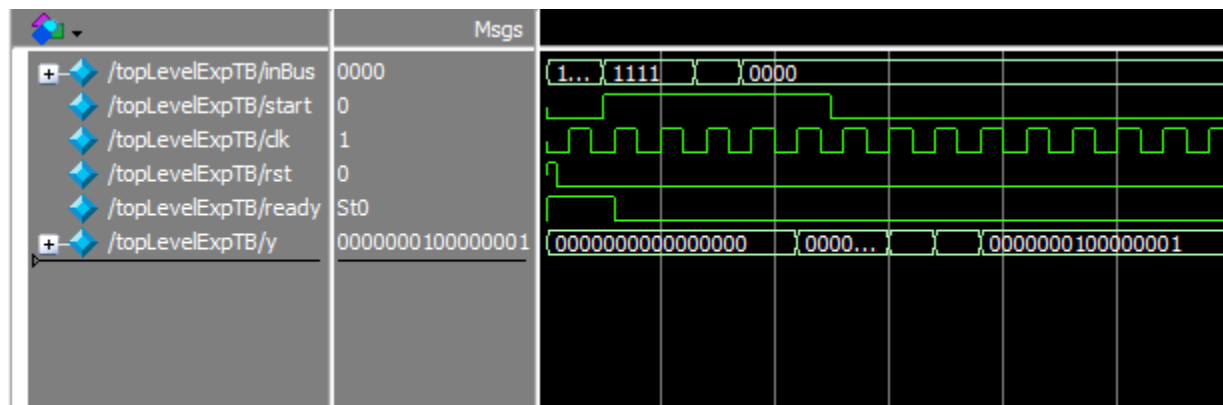 Msgs
/topLevelExpTB/inBus 0000 1... 1111 0000
/topLevelExpTB/start 0
/topLevelExpTB/clk 1
/topLevelExpTB/rst 0
/topLevelExpTB/ready St0
/topLevelExpTB/y 0000000100000001 0000000000000000 0000... 0000000100000001